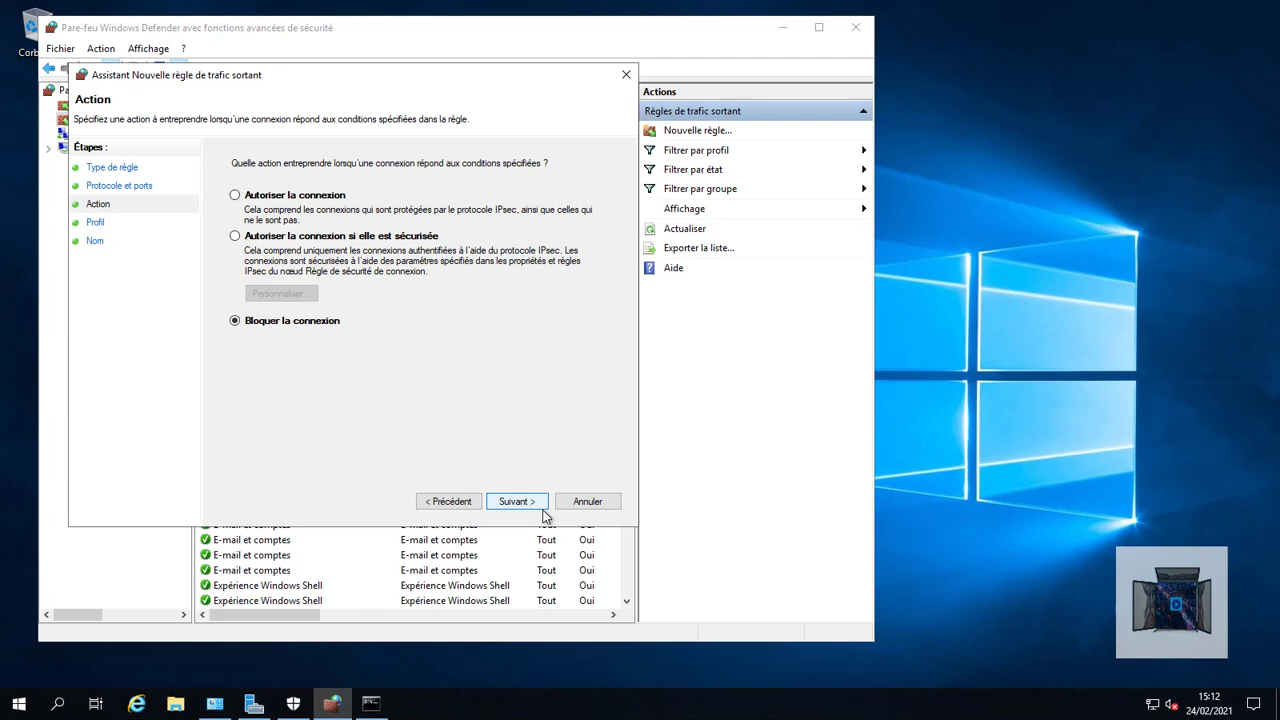 Corb
Pare-feu Windows Defender avec fonctions avancées de sécurité
Fichier Action Affichage ?
Assistant Nouvelle règle de trafic sortant
Action
Spécifiez une action à entreprendre lorsqu'une connexion répond aux conditions spécifiées dans la règle.
Étapes :
Type de règle
Protocole et ports
Action
Profil
Nom
Quelle action entreprendre lorsqu'une connexion répond aux conditions spécifiées ?
Autoriser la connexion
Cela comprend les connexions qui sont protégées par le protocole IPsec, ainsi que celles qui
ne le sont pas.
Autoriser la connexion si elle est sécurisée
Cela comprend uniquement les connexions authentifiées à l'aide du protocole IPsec. Les
connexions sont sécurisées à l'aide des paramètres spécifiés dans les propriétés et règles
IPsec du nœud Règle de sécurité de connexion.
Personnaliser...
Bloquer la connexion
< Précédent Suivant > Annuler
Pa
E-mail et comptes E-mail et comptes Tout Oui
E-mail et comptes E-mail et comptes Tout Oui
E-mail et comptes E-mail et comptes Tout Oui
Expérience Windows Shell Expérience Windows Shell Tout Oui
Expérience Windows Shell Expérience Windows Shell Tout Oui
Actions
Règles de trafic sortant
Nouvelle règle...
Filtrer par profil
Filtrer par état
Filtrer par groupe
Affichage
Actualiser
Exporter la liste...
Aide
15:12
24/02/2021